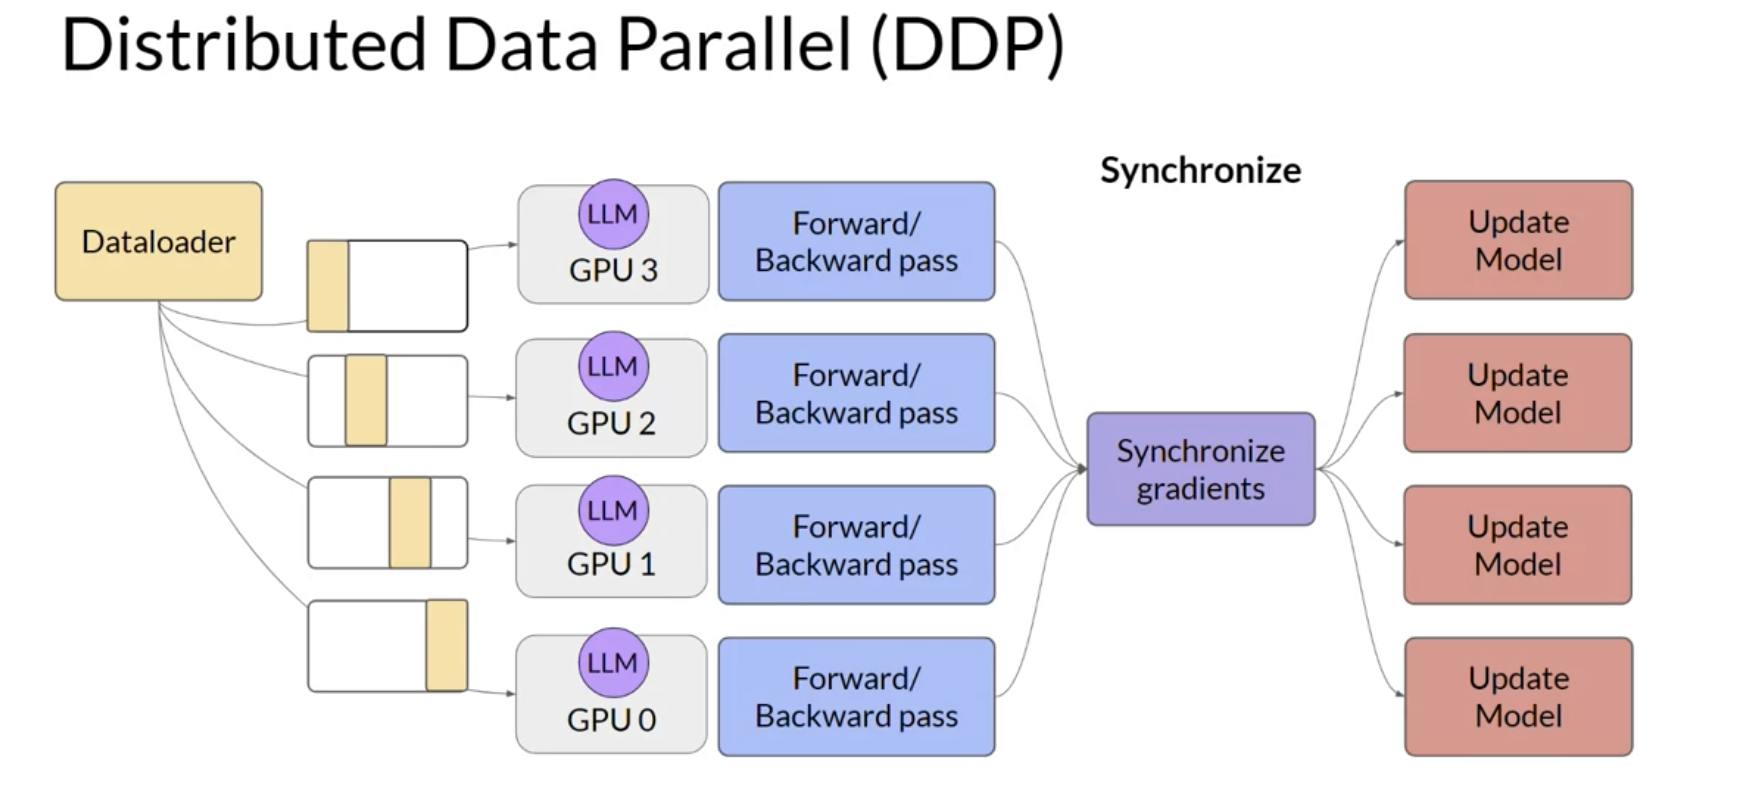 Distributed Data Parallel (DDP)
Synchronize
Dataloader
LLM
GPU 3
Forward/
Backward pass
Update
Model
LLM
GPU 2
Forward/
Backward pass
Update
Model
Synchronize
gradients
LLM
GPU 1
Forward/
Backward pass
Update
Model
LLM
GPU 0
Forward/
Backward pass
Update
Model